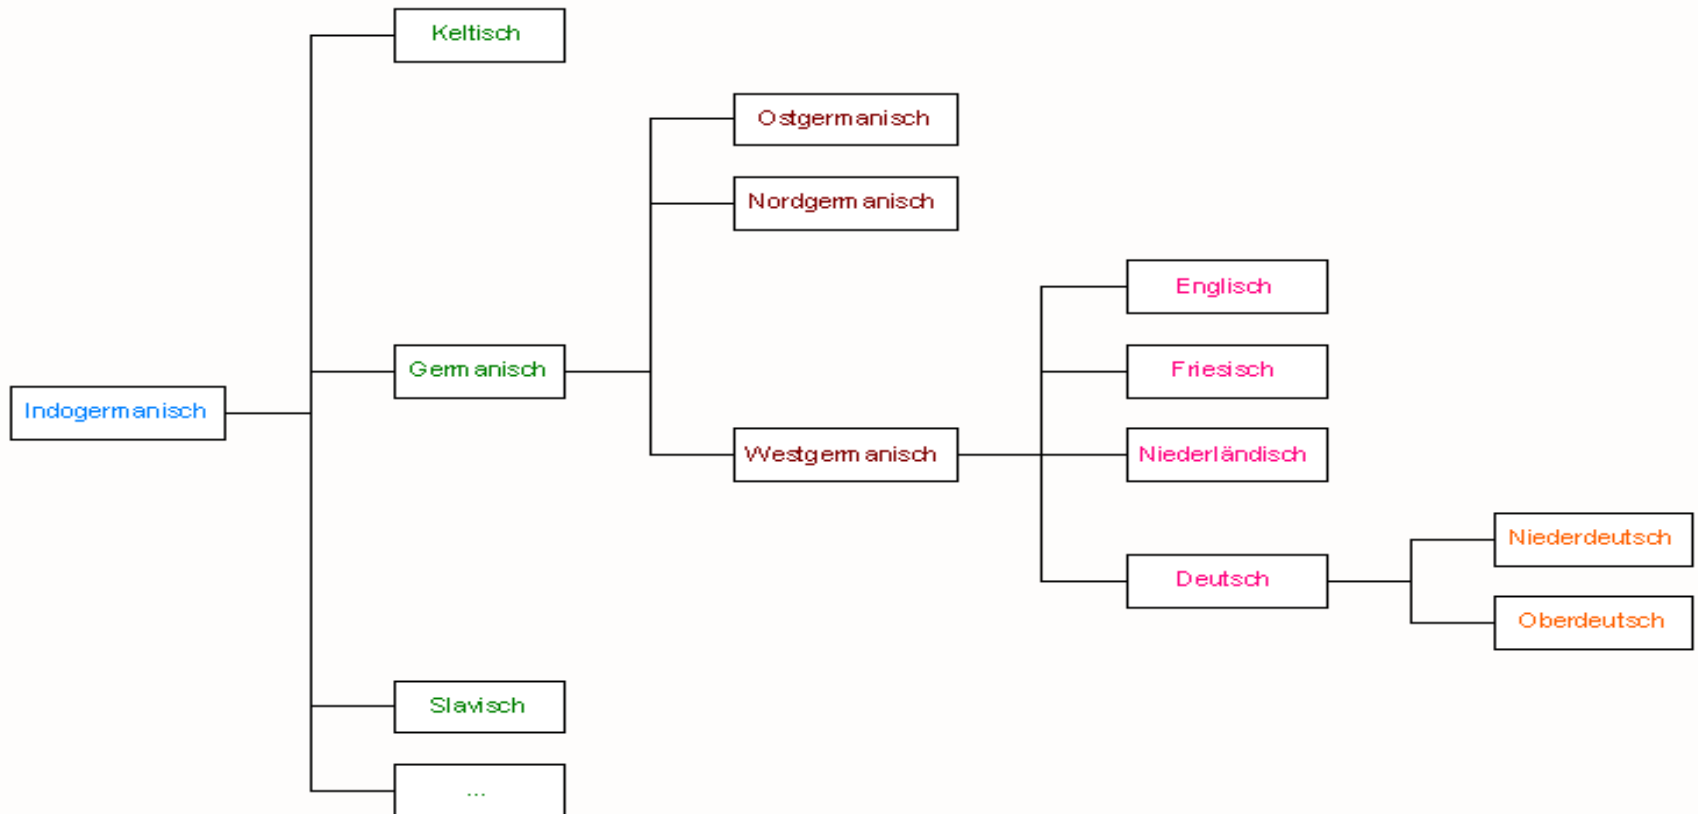 Keltisch
Ostgermanisch
Nordgermanisch
Englisch
Germanisch
Friesisch
Indogermanisch
Westgermanisch
Niederländisch
Niederdeutsch
Deutsch
Oberdeutsch
Slavisch
...